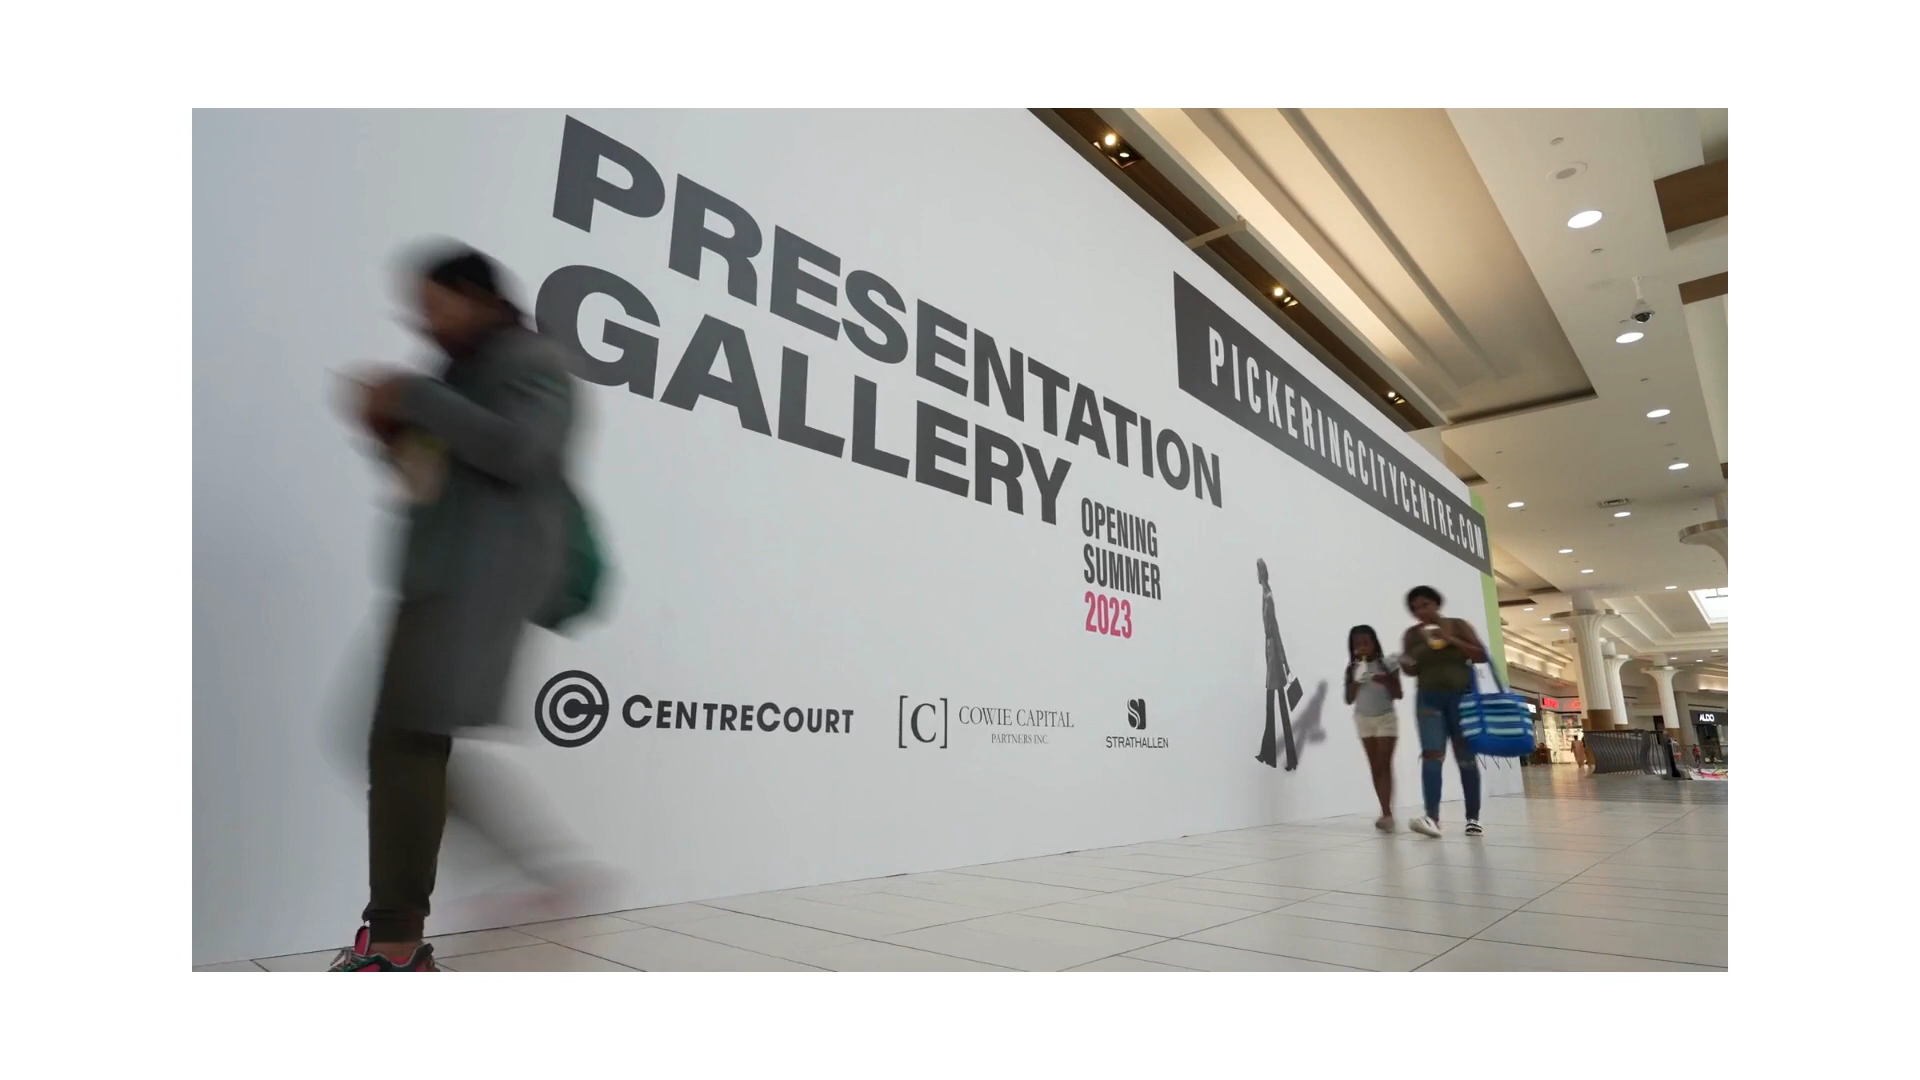 PRESENTATION
GALLERY
OPENING
SUMMER
2023
PICKERINGCITYCENTRE.COM
CENTRECOURT
[C] COWIE CAPITAL
PARTNERS INC.
STRATHALLEN
ALDO